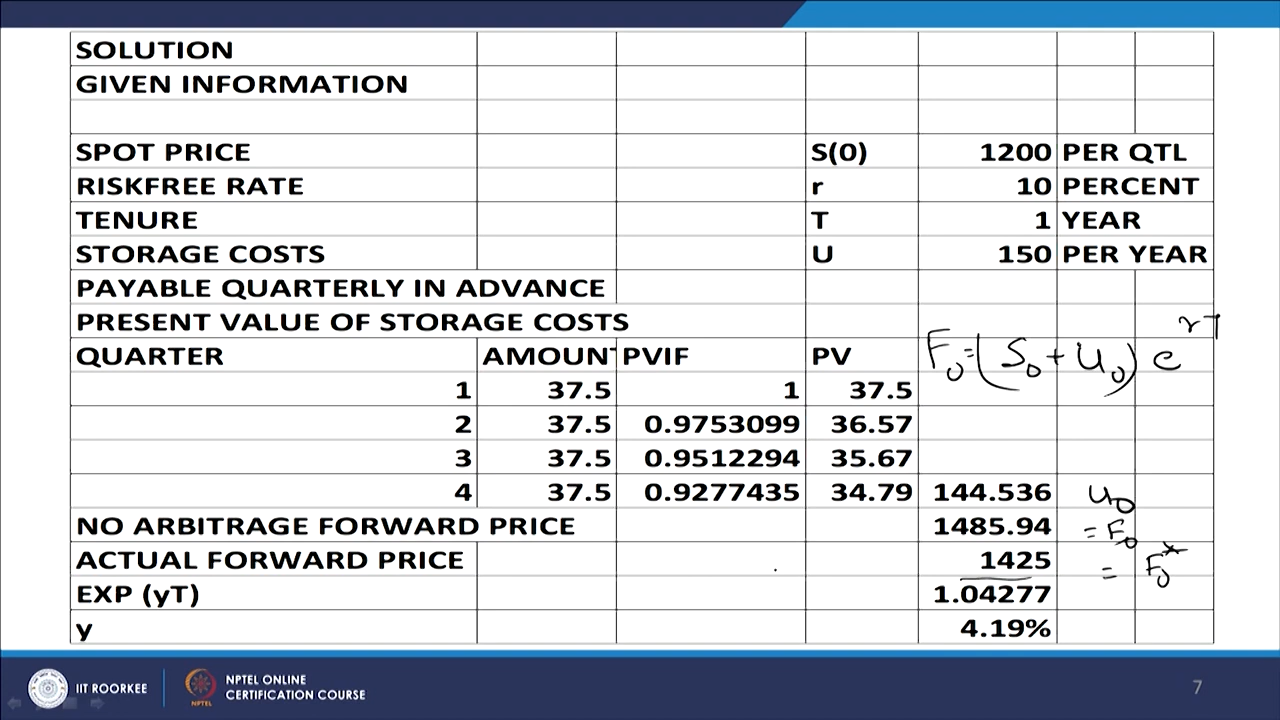 SOLUTION
GIVEN INFORMATION
SPOT PRICE S(0) 1200 PER QTL
RISKFREE RATE r 10 PERCENT
TENURE T 1 YEAR
STORAGE COSTS U 150 PER YEAR
PAYABLE QUARTERLY IN ADVANCE
PRESENT VALUE OF STORAGE COSTS
QUARTER AMOUNT PVIF PV F₀=(S₀+U₀)e^rT
1 37.5 1 37.5
2 37.5 0.9753099 36.57
3 37.5 0.9512294 35.67
4 37.5 0.9277435 34.79 144.536 U₀
NO ARBITRAGE FORWARD PRICE 1485.94 =F₀
ACTUAL FORWARD PRICE 1425 = F₀*
EXP (yT) 1.04277
y 4.19%
IIT ROORKEE
NPTEL ONLINE
CERTIFICATION COURSE
NPTEL
7